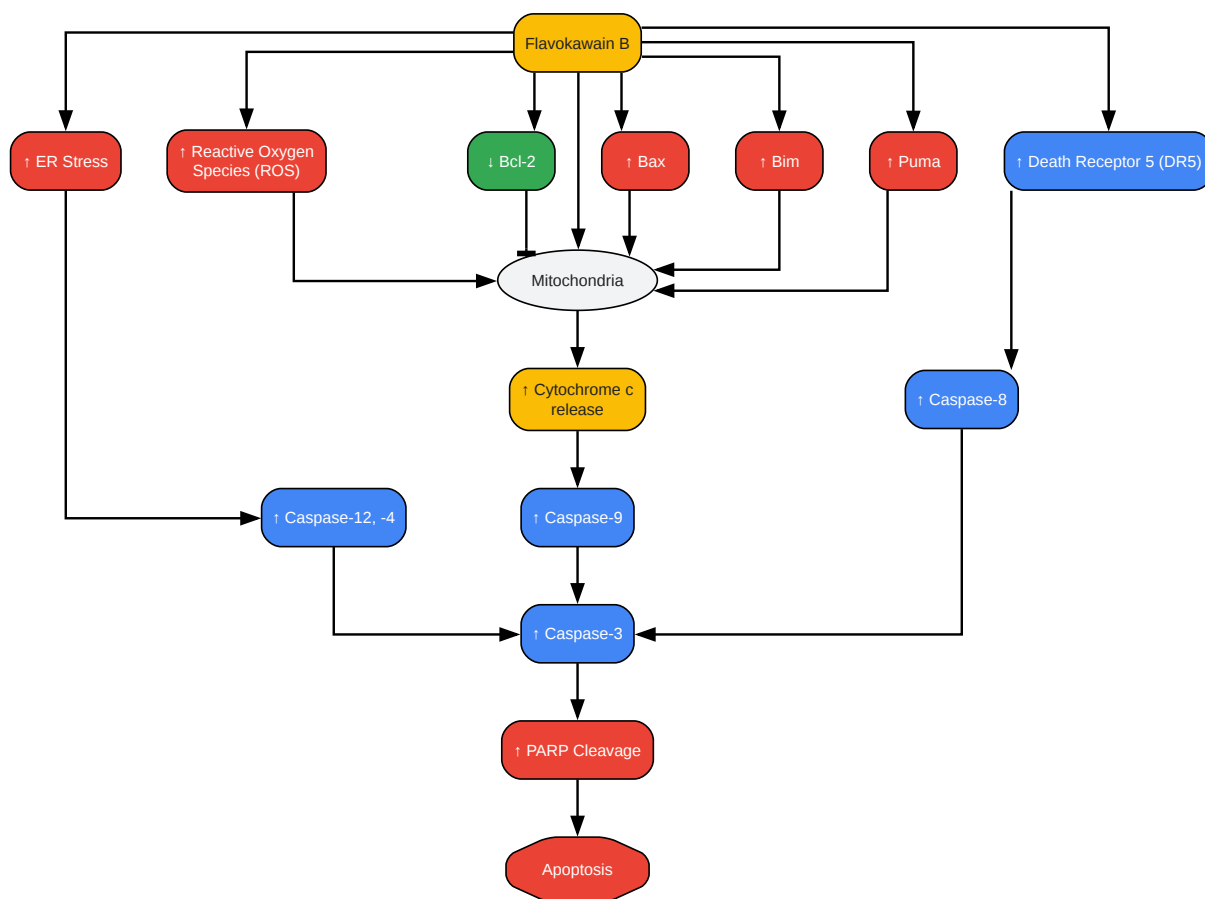 Flavokawain B
↑ ER Stress
↑ Reactive Oxygen
Species (ROS)
↓ Bcl-2
↑ Bax
↑ Bim
↑ Puma
↑ Death Receptor 5 (DR5)
Mitochondria
↑ Cytochrome c
release
↑ Caspase-8
↑ Caspase-12, -4
↑ Caspase-9
↑ Caspase-3
↑ PARP Cleavage
Apoptosis